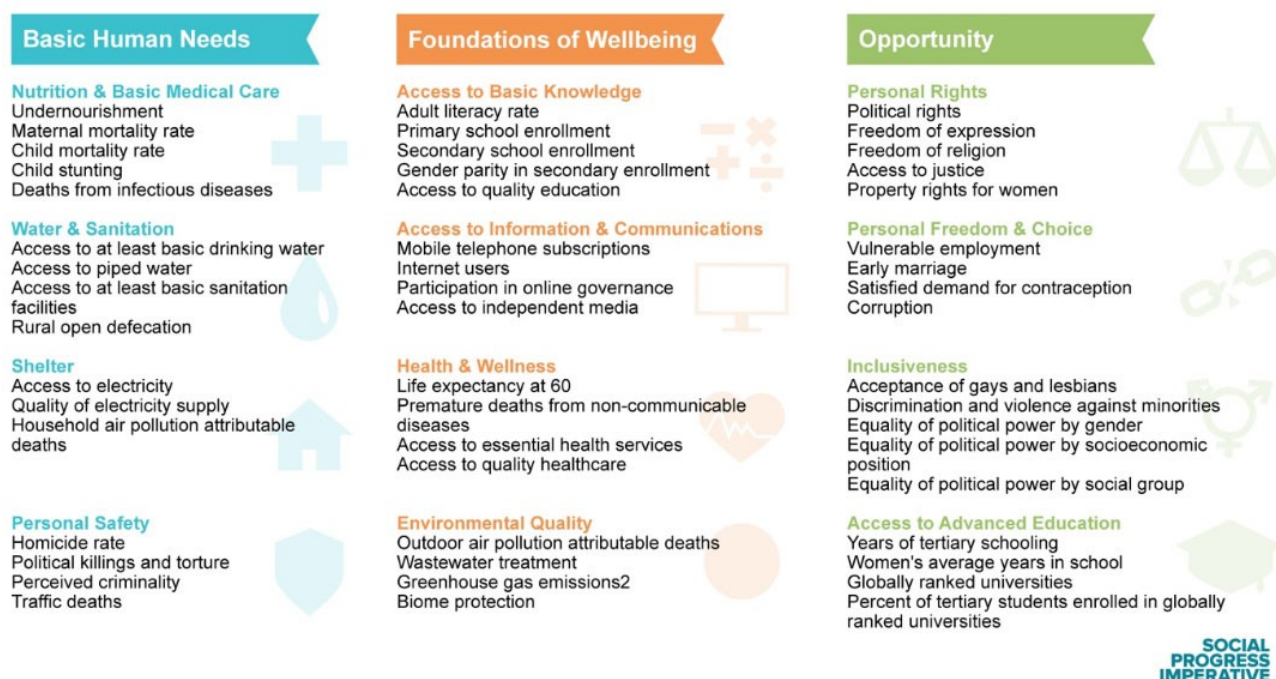 Basic Human Needs
Nutrition & Basic Medical Care
Undernourishment
Maternal mortality rate
Child mortality rate
Child stunting
Deaths from infectious diseases
Water & Sanitation
Access to at least basic drinking water
Access to piped water
Access to at least basic sanitation
facilities
Rural open defecation
Shelter
Access to electricity
Quality of electricity supply
Household air pollution attributable
deaths
Personal Safety
Homicide rate
Political killings and torture
Perceived criminality
Traffic deaths
Foundations of Wellbeing
Access to Basic Knowledge
Adult literacy rate
Primary school enrollment
Secondary school enrollment
Gender parity in secondary enrollment
Access to quality education
Access to Information & Communications
Mobile telephone subscriptions
Internet users
Participation in online governance
Access to independent media
Health & Wellness
Life expectancy at 60
Premature deaths from non-communicable
diseases
Access to essential health services
Access to quality healthcare
Environmental Quality
Outdoor air pollution attributable deaths
Wastewater treatment
Greenhouse gas emissions2
Biome protection
Opportunity
Personal Rights
Political rights
Freedom of expression
Freedom of religion
Access to justice
Property rights for women
Personal Freedom & Choice
Vulnerable employment
Early marriage
Satisfied demand for contraception
Corruption
Inclusiveness
Acceptance of gays and lesbians
Discrimination and violence against minorities
Equality of political power by gender
Equality of political power by socioeconomic
position
Equality of political power by social group
Access to Advanced Education
Years of tertiary schooling
Women's average years in school
Globally ranked universities
Percent of tertiary students enrolled in globally
ranked universities
SOCIAL
PROGRESS
IMPERATIVE